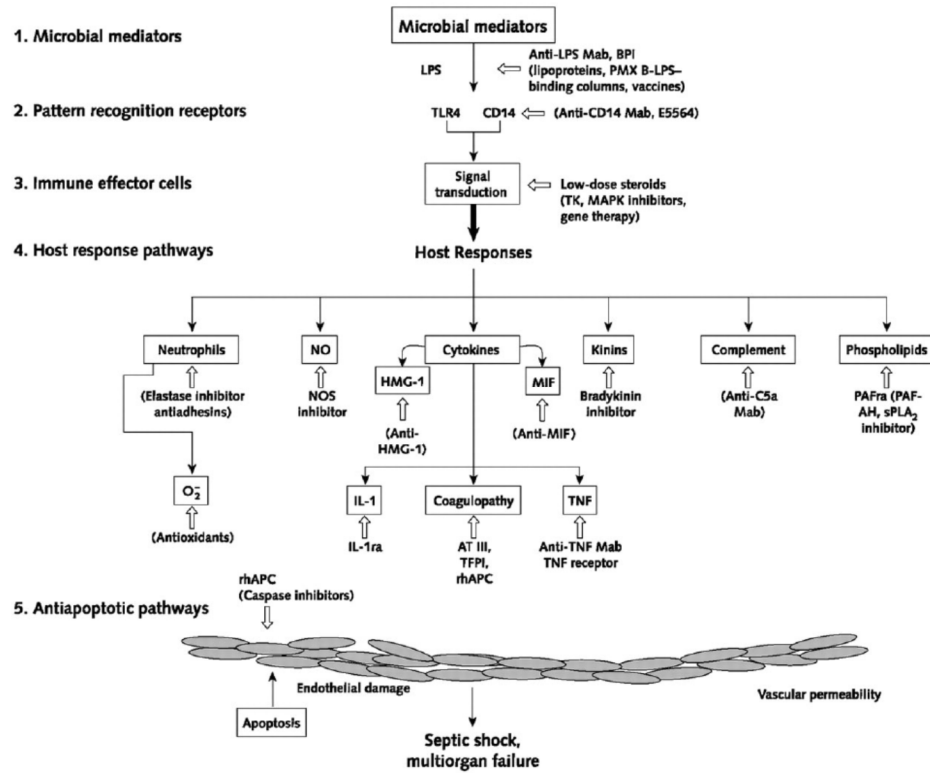 Microbial mediators
1. Microbial mediators
LPS
Anti-LPS Mab, BPI
(lipoproteins, PMX B-LPS–
binding columns, vaccines)
2. Pattern recognition receptors
TLR4 CD14
(Anti-CD14 Mab, E5564)
3. Immune effector cells
Signal
transduction
Low-dose steroids
(TK, MAPK inhibitors,
gene therapy)
4. Host response pathways
Host Responses
Neutrophils
NO
Cytokines
Kinins
Complement
Phospholipids
HMG-1
MIF
(Elastase inhibitor
antiadhesins)
NOS
inhibitor
(Anti-
HMG-1)
(Anti-MIF)
Bradykinin
inhibitor
(Anti-C5a
Mab)
PAFra (PAF-
AH, sPLA₂
inhibitor)
O₂⁻
IL-1
Coagulopathy
TNF
(Antioxidants)
IL-1ra
AT III,
TFPI,
rhAPC
Anti-TNF Mab
TNF receptor
rhAPC
(Caspase inhibitors)
5. Antiapoptotic pathways
Endothelial damage
Vascular permeability
Apoptosis
Septic shock,
multiorgan failure